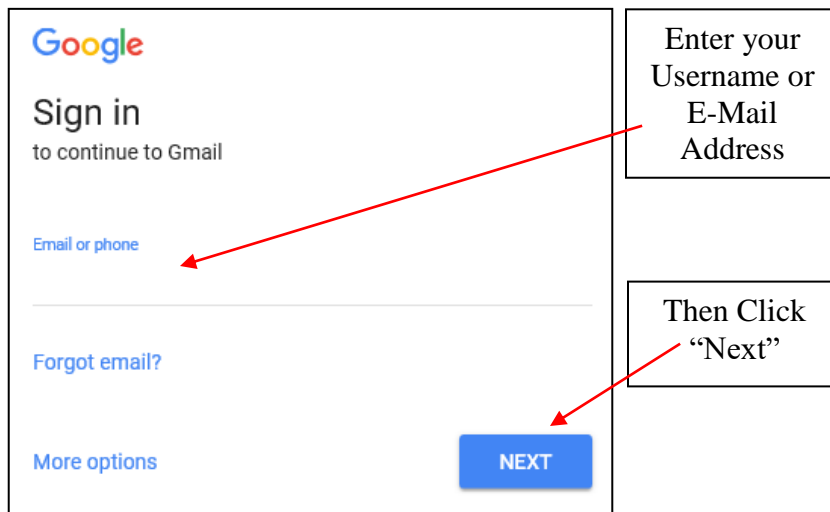 Google
Sign in
to continue to Gmail
Email or phone
Forgot email?
More options
NEXT
Enter your
Username or
E-Mail
Address
Then Click
“Next”